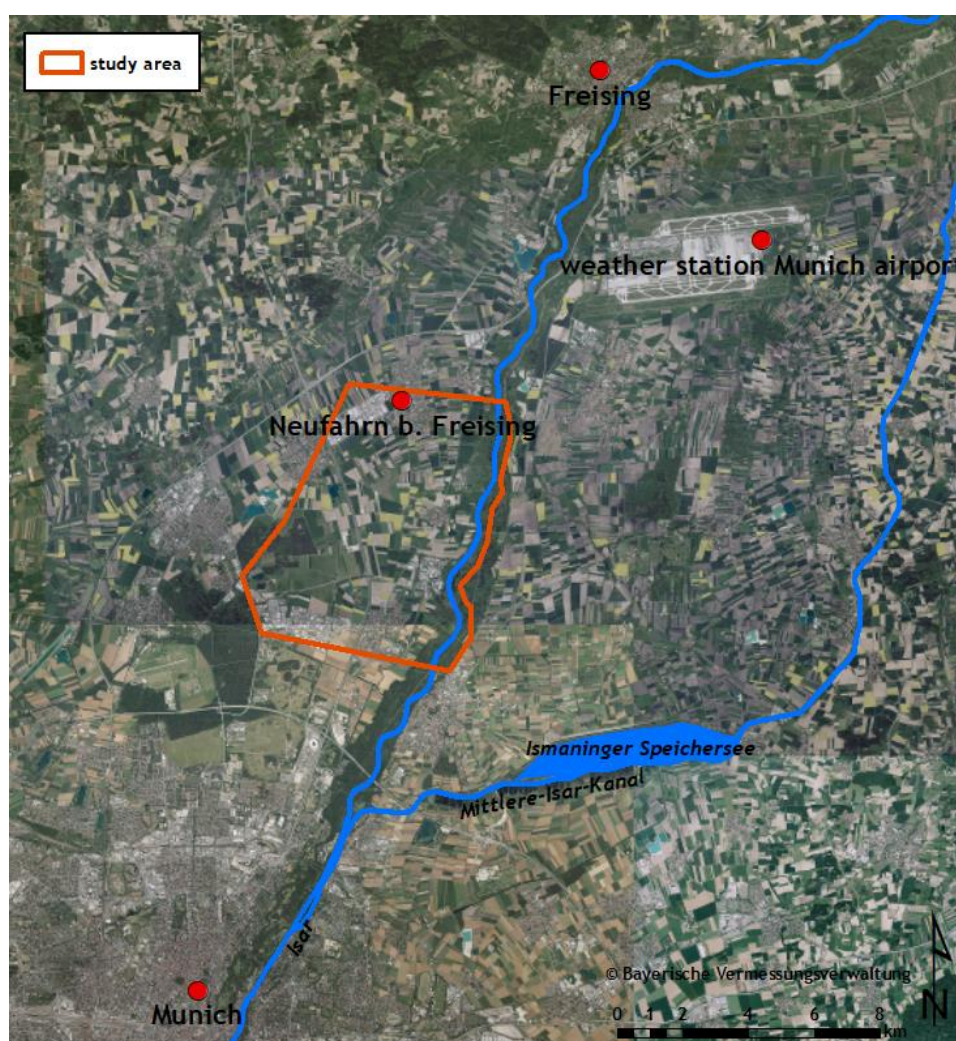 study area
Freising
weather station Munich airport
Neufahrn b. Freising
Ismaninger Speichersee
Mittlere-Isar-Kanal
Isar
© Bayerische Vermessungsverwaltung
Munich
N
0 1 2 4 6 8
km